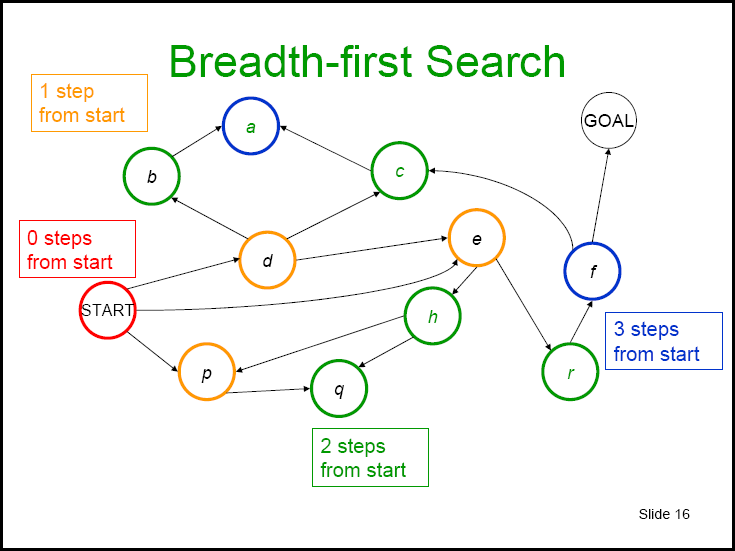 Breadth-first Search
1 step
from start
a
GOAL
b
c
0 steps
from start
d
e
f
START
h
3 steps
from start
p
q
r
2 steps
from start
Slide 16